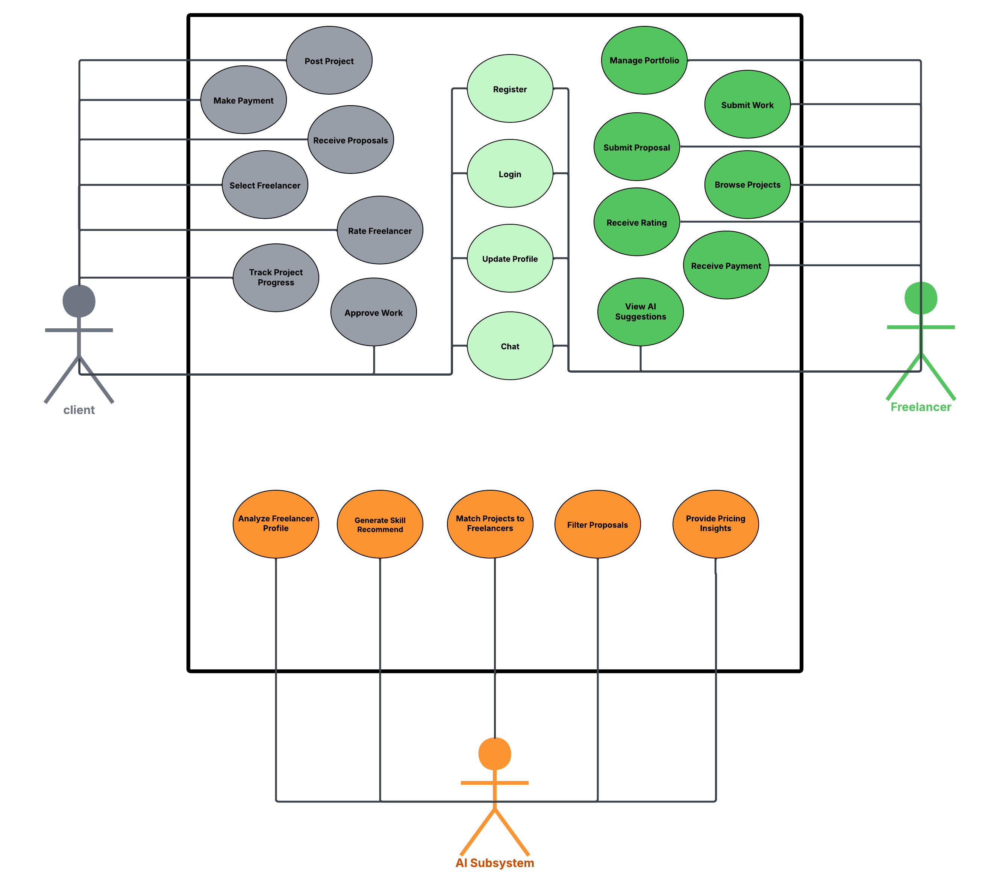 Post Project
Make Payment
Receive Proposals
Select Freelancer
Rate Freelancer
Track Project
Progress
Approve Work
client
Register
Login
Update Profile
Chat
Manage Portfolio
Submit Work
Submit Proposal
Browse Projects
Receive Rating
Receive Payment
View AI
Suggestions
Freelancer
Analyze Freelancer
Profile
Generate Skill
Recommend
Match Projects to
Freelancers
Filter Proposals
Provide Pricing
Insights
AI Subsystem